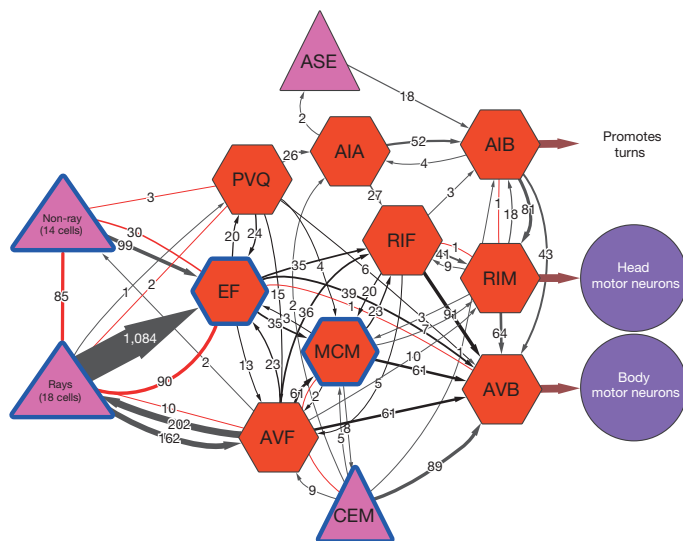 ASE
18
2
52
AIA
AIB
Promotes
turns
26
4
PVQ
3
27
3
1
18
81
Non-ray
(14 cells)
30
99
20
24
RIF
1
41
9
43
RIM
Head
motor neurons
85
1
2
EF
35
4
6
15
36
2
3
35
1
20
39
23
91
3
7
64
1,084
MCM
1
10
2
13
23
61
2
5
61
AVB
Body
motor neurons
Rays
(18 cells)
90
10
202
162
AVF
61
8
5
89
9
CEM